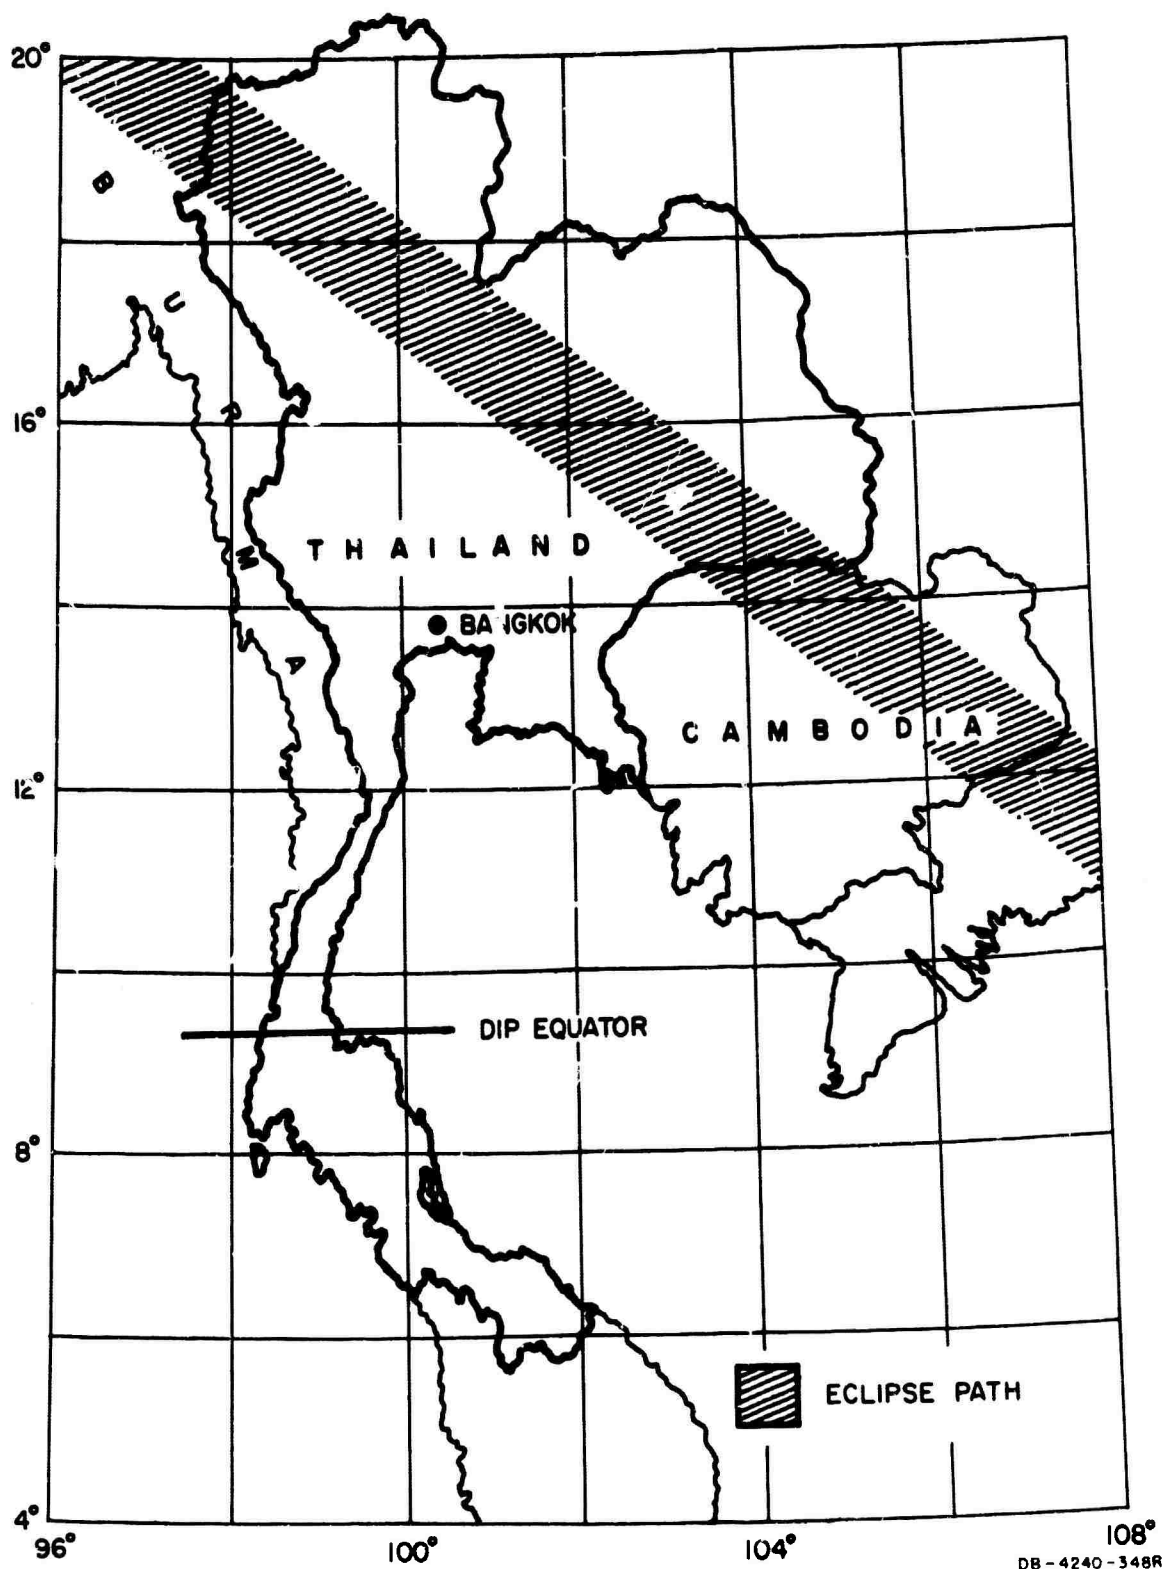 20°
B
U
R
M
A
16°
THAILAND
BANGKOK
CAMBODIA
12°
DIP EQUATOR
8°
ECLIPSE PATH
4°
96°
100°
104°
108°
DB-4240-348R